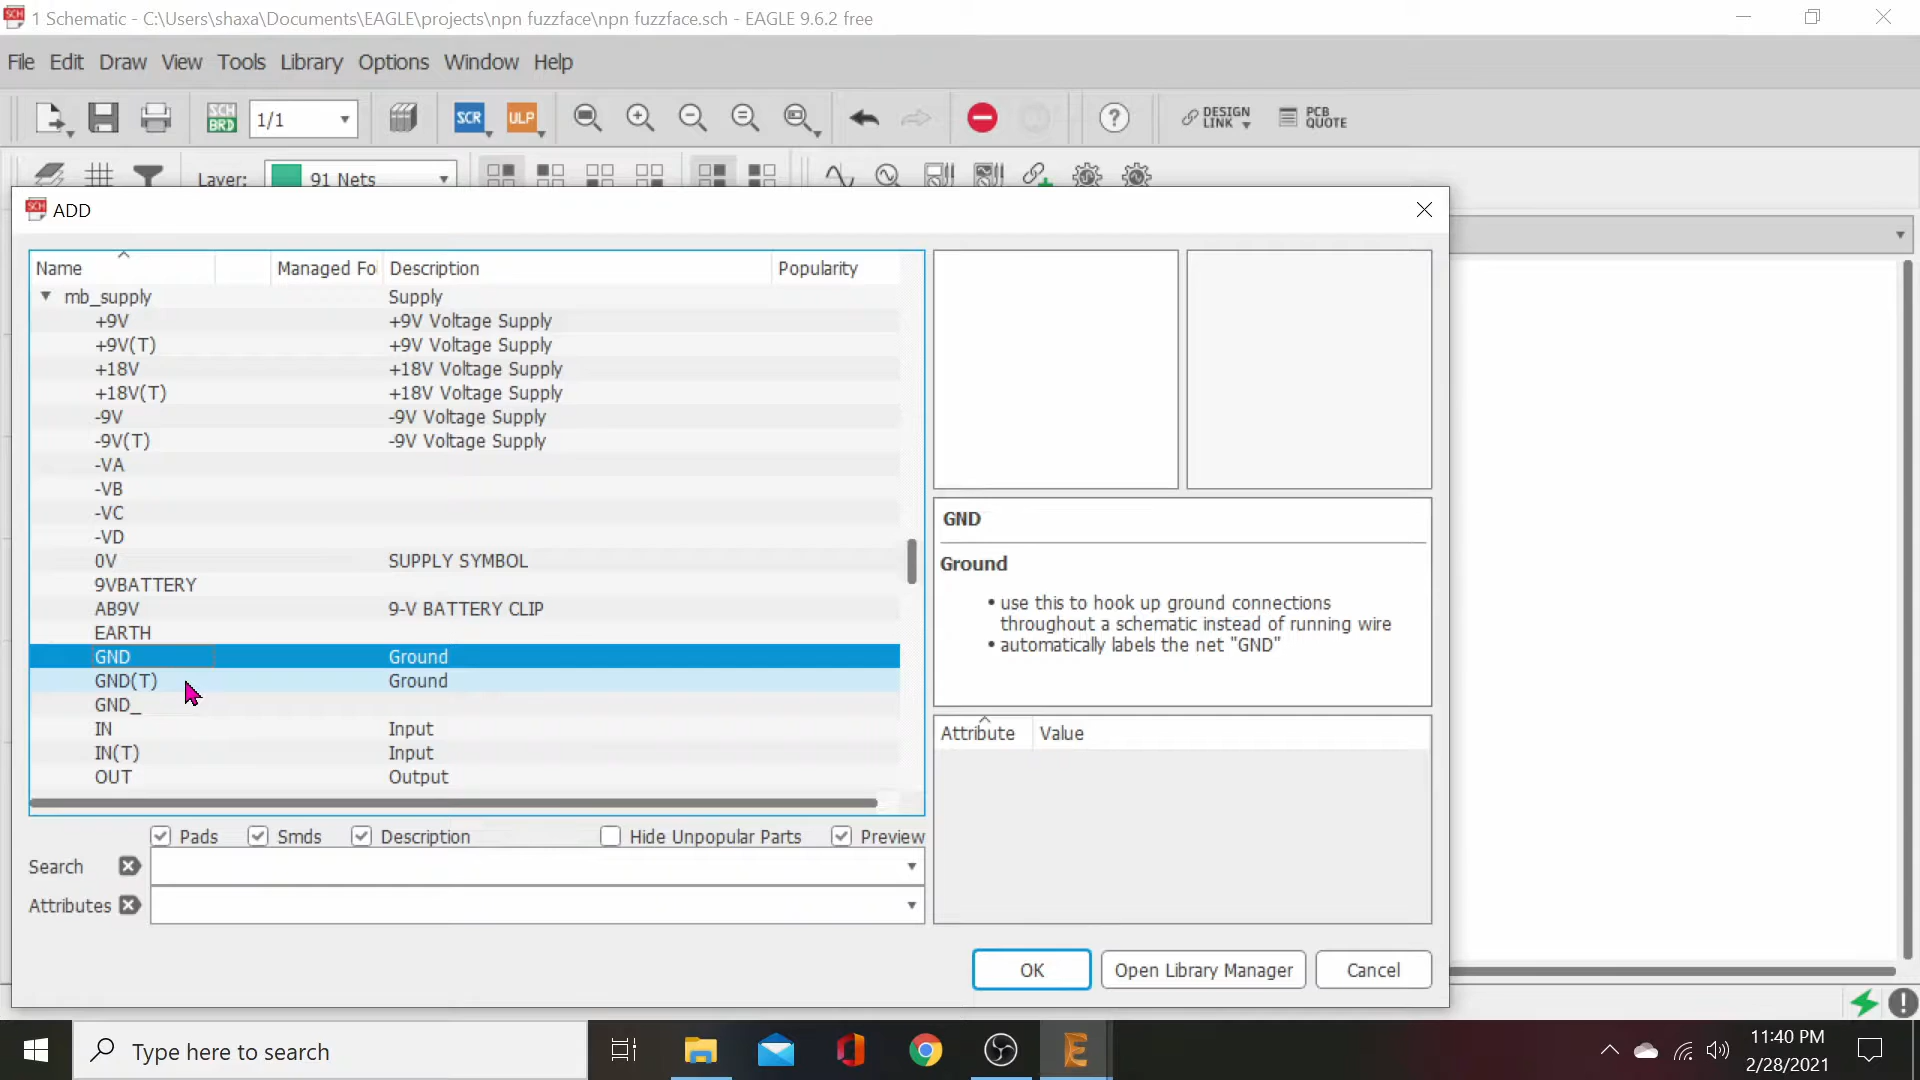 1 Schematic - C:\Users\shaxa\Documents\EAGLE\projects\npn fuzzface\npn fuzzface.sch - EAGLE 9.6.2 free
File Edit Draw View Tools Options Library Options Window Help
SCH BRD 1/1 SCR ULP ? DESIGN LINK PCB QUOTE
Layer: 91 Nets
SCH ADD
Name Managed Fo Description Popularity
mb_supply Supply
+9V +9V Voltage Supply
+9V(T) +9V Voltage Supply
+18V +18V Voltage Supply
+18V(T) +18V Voltage Supply
-9V -9V Voltage Supply
-9V(T) -9V Voltage Supply
-VA
-VB
-VC
-VD
0V SUPPLY SYMBOL
9VBATTERY
AB9V 9-V BATTERY CLIP
EARTH
GND Ground
GND(T) Ground
GND_
IN Input
IN(T) Input
OUT Output
Pads Smds Description Hide Unpopular Parts Preview
Search
Attributes
GND
Ground
• use this to hook up ground connections
throughout a schematic instead of running wire
• automatically labels the net "GND"
Attribute Value
OK Open Library Manager Cancel
Type here to search
11:40 PM
2/28/2021